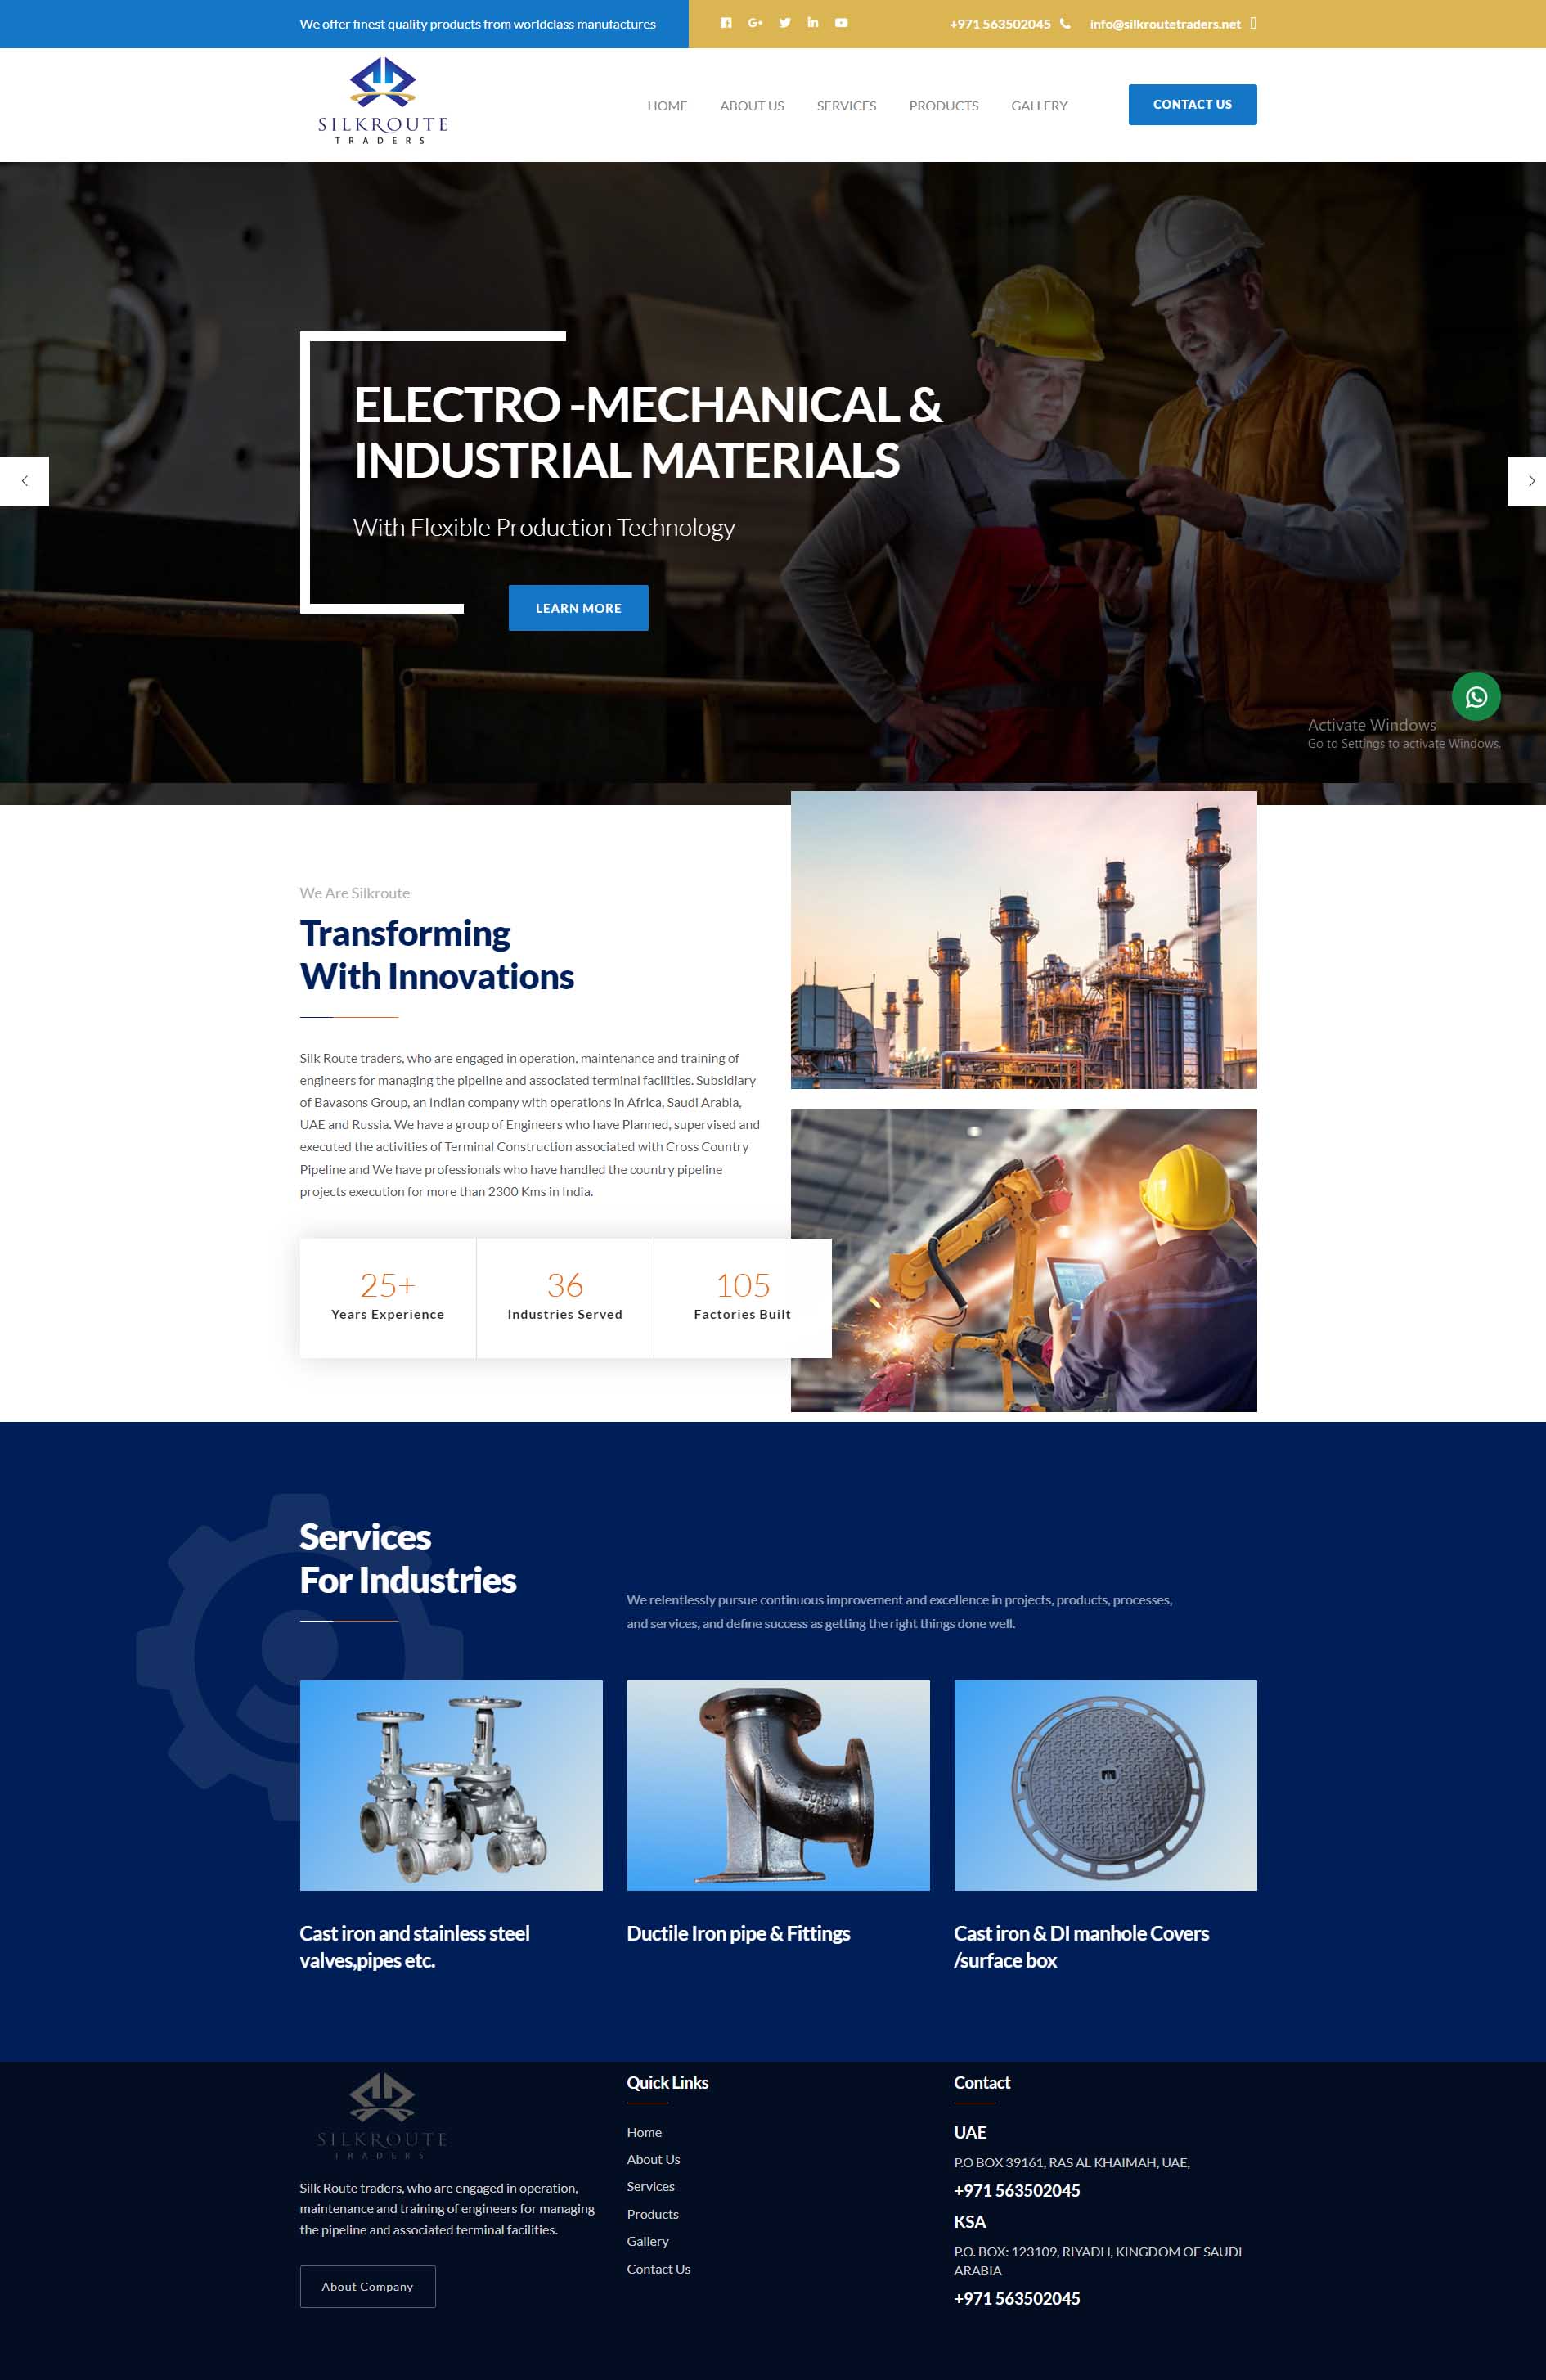 We offer finest quality products from worldclass manufactures
+971 563502045
info@silkroutetraders.net
SILKROUTE
TRADERS
HOME
ABOUT US
SERVICES
PRODUCTS
GALLERY
CONTACT US
ELECTRO -MECHANICAL &
INDUSTRIAL MATERIALS
With Flexible Production Technology
LEARN MORE
Activate Windows
Go to Settings to activate Windows.
We Are Silkroute
Transforming
With Innovations
Silk Route traders, who are engaged in operation, maintenance and training of
engineers for managing the pipeline and associated terminal facilities. Subsidiary
of Bavasons Group, an Indian company with operations in Africa, Saudi Arabia,
UAE and Russia. We have a group of Engineers who have Planned, supervised and
executed the activities of Terminal Construction associated with Cross Country
Pipeline and We have professionals who have handled the country pipeline
projects execution for more than 2300 Kms in India.
25+
Years Experience
36
Industries Served
105
Factories Built
Services
For Industries
We relentlessly pursue continuous improvement and excellence in projects, products, processes,
and services, and define success as getting the right things done well.
Cast iron and stainless steel
valves,pipes etc.
Ductile Iron pipe & Fittings
Cast iron & DI manhole Covers
/surface box
SILKROUTE
TRADERS
Silk Route traders, who are engaged in operation,
maintenance and training of engineers for managing
the pipeline and associated terminal facilities.
About Company
Quick Links
Home
About Us
Services
Products
Gallery
Contact Us
Contact
UAE
P.O BOX 39161, RAS AL KHAIMAH, UAE,
+971 563502045
KSA
P.O. BOX: 123109, RIYADH, KINGDOM OF SAUDI
ARABIA
+971 563502045